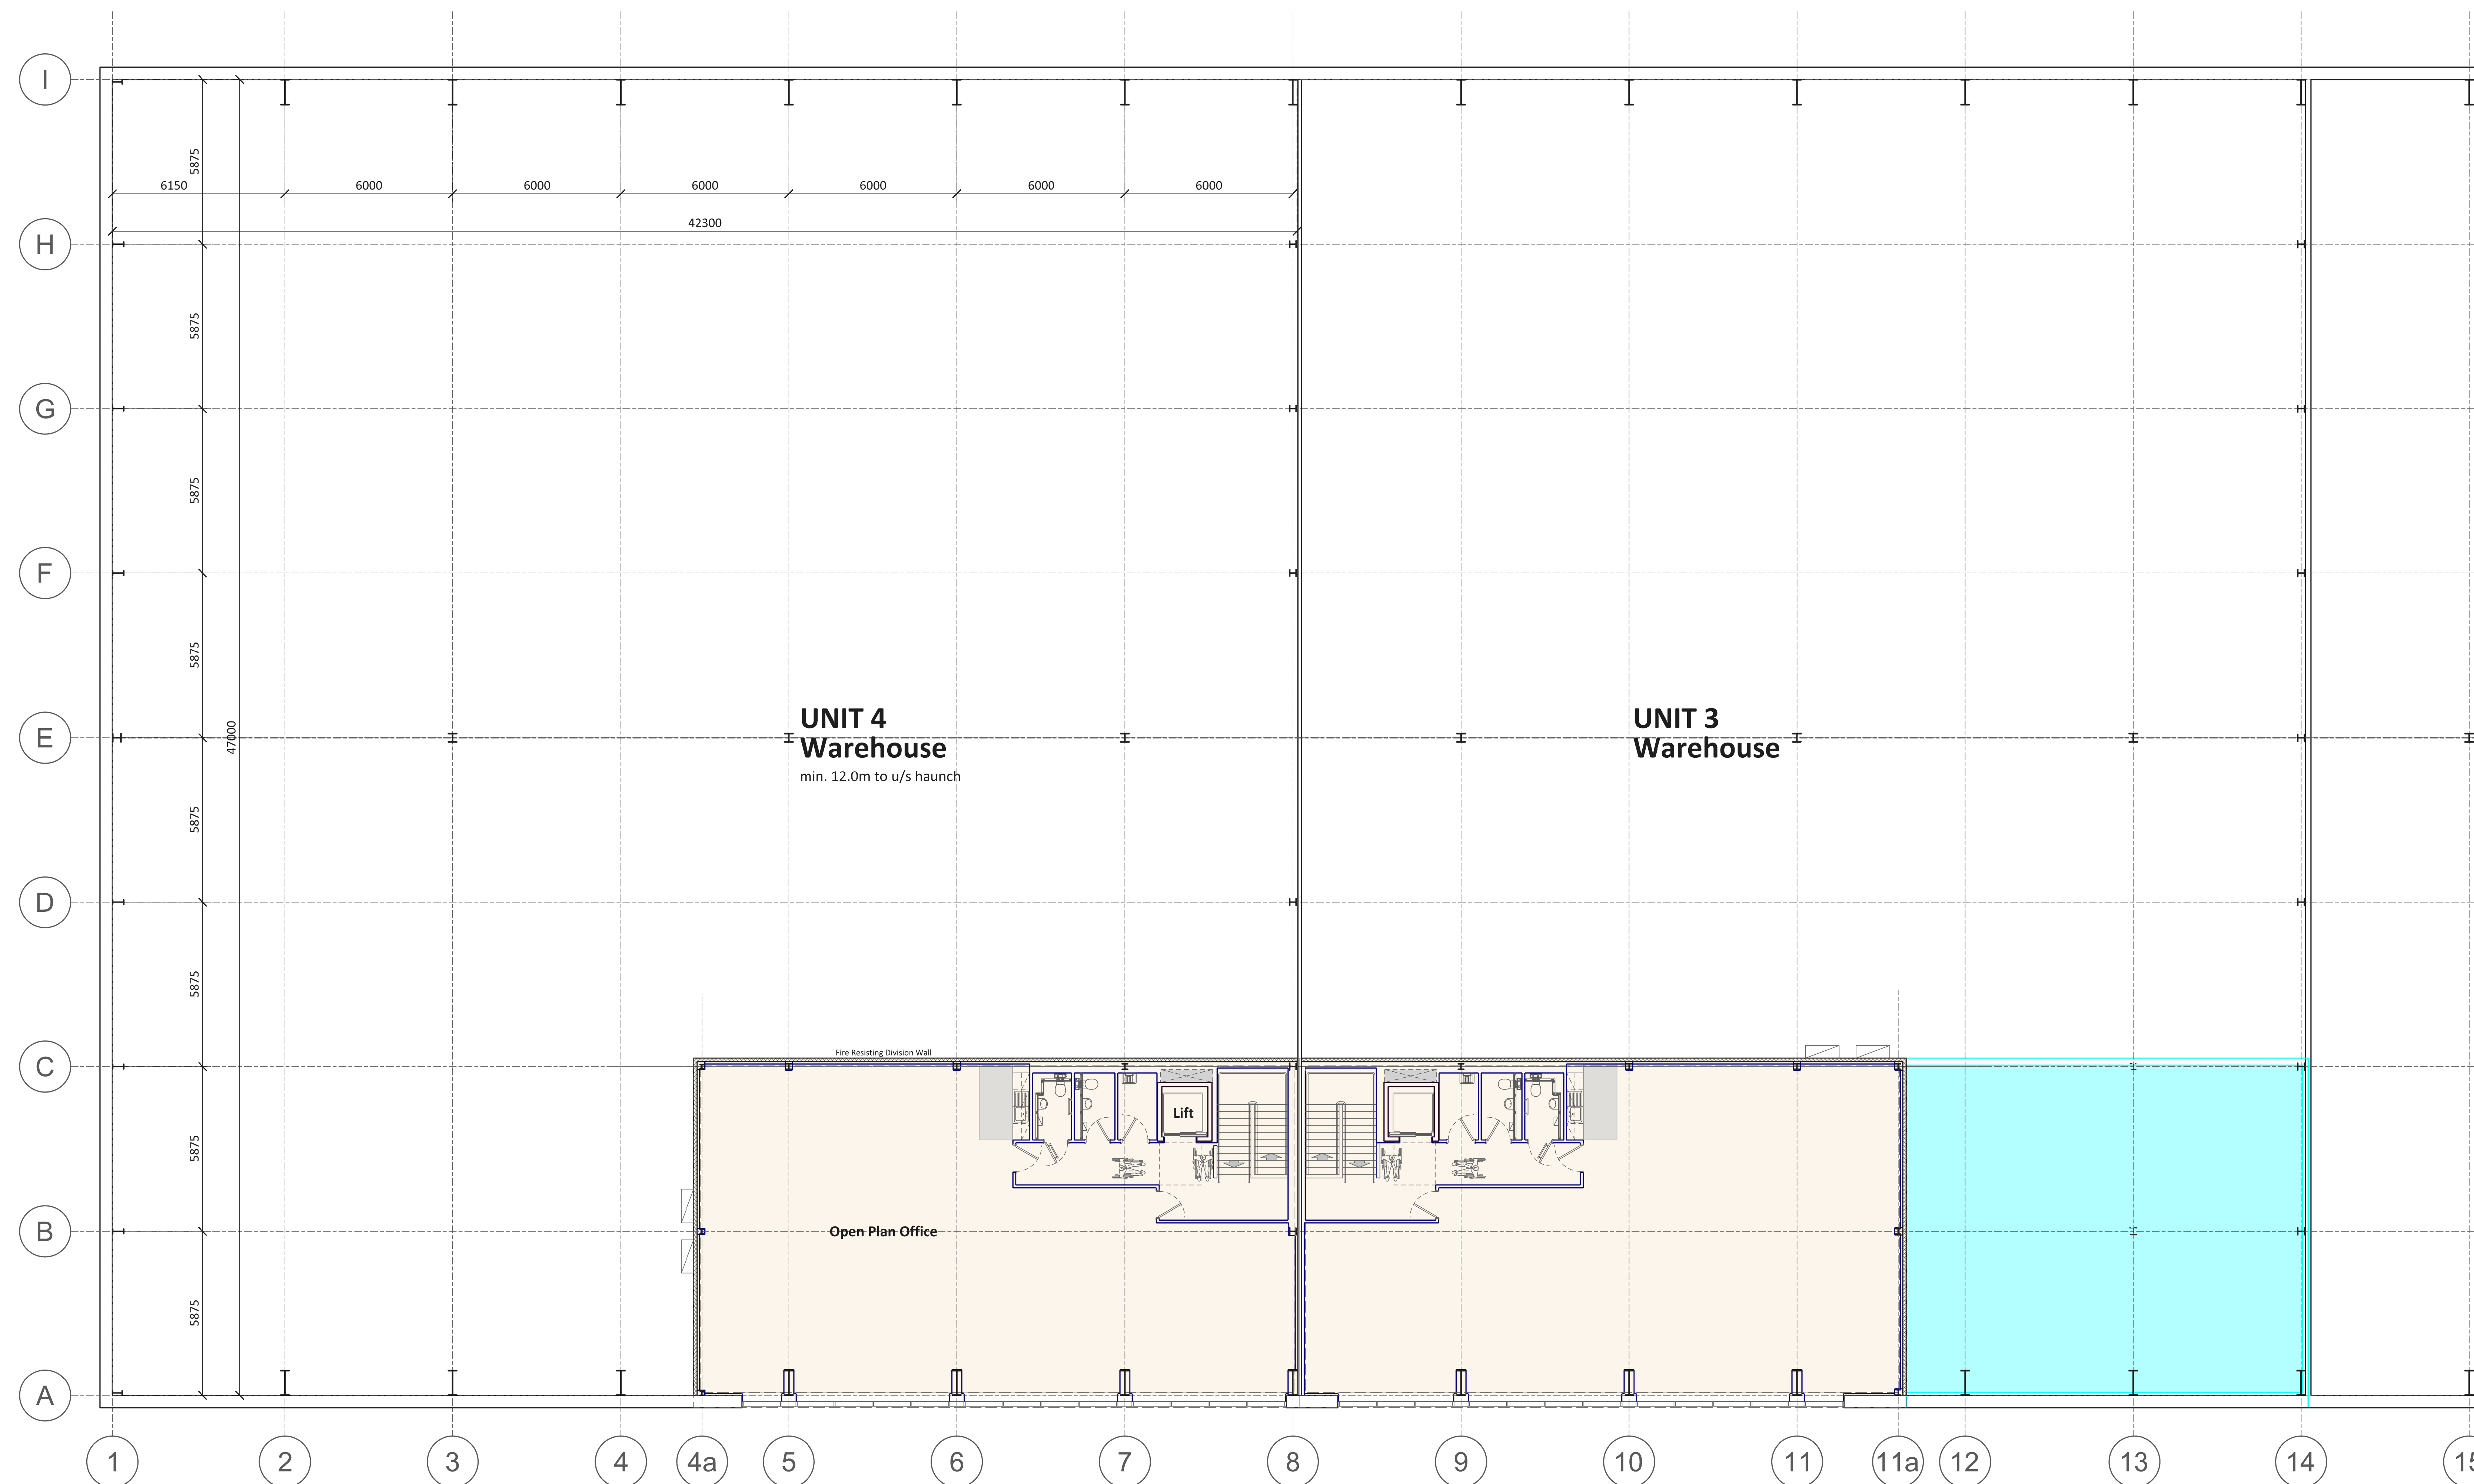 I
5875
6150 6000 6000 6000 6000 6000 6000
42300
H
5875
G
5875
F
5875
UNIT 4
Warehouse
min. 12.0m to u/s haunch
UNIT 3
Warehouse
E
47000
5875
D
5875
Fire Resisting Division Wall
C
Lift
5875
B
Open Plan Office
5875
A
1 2 3 4 4a 5 6 7 8 9 10 11 11a 12 13 14 15